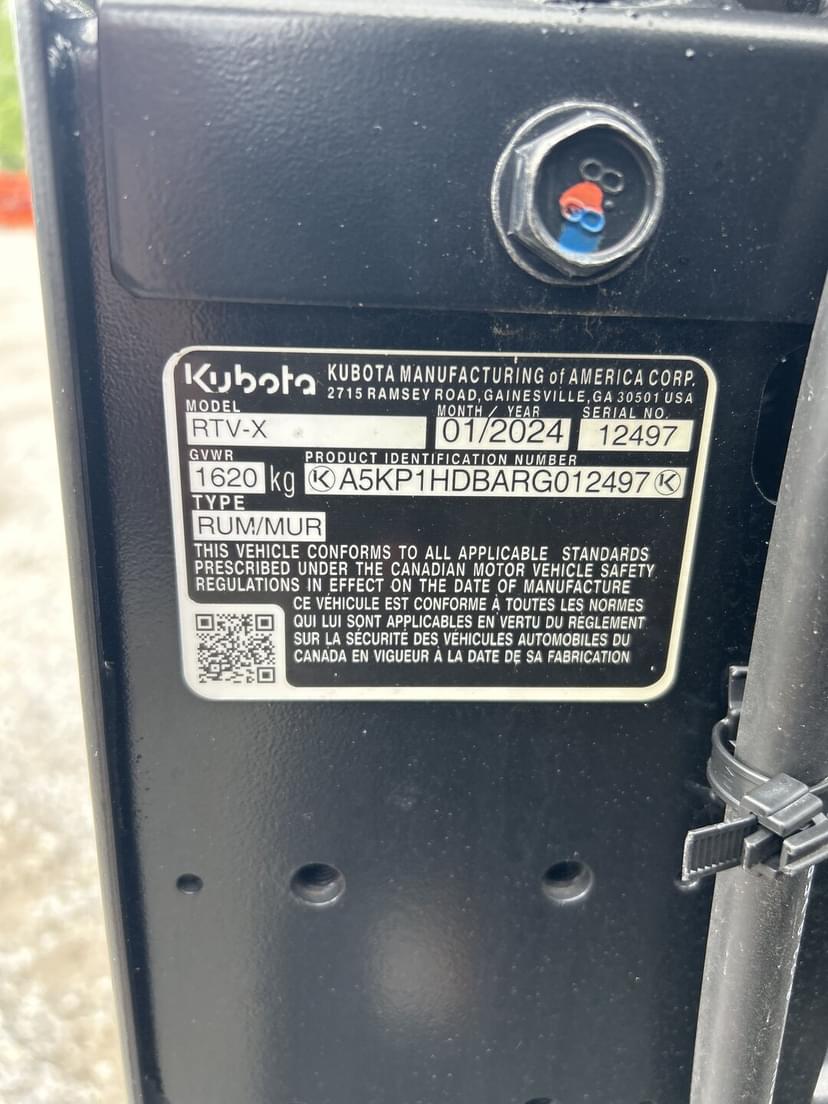 Kubota KUBOTA MANUFACTURING of AMERICA CORP.
2715 RAMSEY ROAD, GAINESVILLE, GA 30501 USA
MODEL MONTH / YEAR SERIAL NO.
RTV-X 01/2024 12497
GVWR PRODUCT IDENTIFICATION NUMBER
1620 kg K A5KP1HDBARG012497 K
TYPE
RUM/MUR
THIS VEHICLE CONFORMS TO ALL APPLICABLE STANDARDS
PRESCRIBED UNDER THE CANADIAN MOTOR VEHICLE SAFETY
REGULATIONS IN EFFECT ON THE DATE OF MANUFACTURE
CE VÉHICULE EST CONFORME À TOUTES LES NORMES
QUI LUI SONT APPLICABLES EN VERTU DU RÈGLEMENT
SUR LA SÉCURITÉ DES VÉHICULES AUTOMOBILES DU
CANADA EN VIGUEUR À LA DATE DE SA FABRICATION